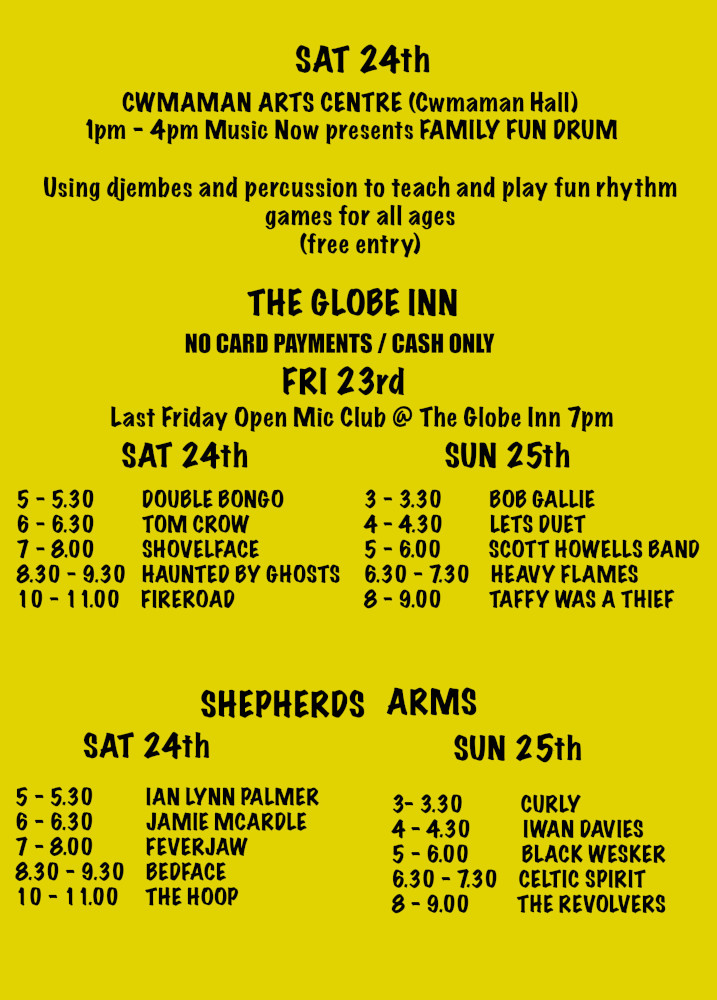 SAT 24th
CWMAMAN ARTS CENTRE (Cwmaman Hall)
1pm - 4pm Music Now presents FAMILY FUN DRUM
Using djembes and percussion to teach and play fun rhythm
games for all ages
(free entry)
THE GLOBE INN
NO CARD PAYMENTS / CASH ONLY
FRI 23rd
Last Friday Open Mic Club @ The Globe Inn 7pm
SAT 24th
5 - 5.30 DOUBLE BONGO
6 - 6.30 TOM CROW
7 - 8.00 SHOVELFACE
8.30 - 9.30 HAUNTED BY GHOSTS
10 - 11.00 FIREROAD
SUN 25th
3 - 3.30 BOB GALLIE
4 - 4.30 LETS DUET
5 - 6.00 SCOTT HOWELLS BAND
6.30 - 7.30 HEAVY FLAMES
8 - 9.00 TAFFY WAS A THIEF
SHEPHERDS ARMS
SAT 24th
5 - 5.30 IAN LYNN PALMER
6 - 6.30 JAMIE MCARDLE
7 - 8.00 FEVERJAW
8.30 - 9.30 BEDFACE
10 - 11.00 THE HOOP
SUN 25th
3- 3.30 CURLY
4 - 4.30 IWAN DAVIES
5 - 6.00 BLACK WESKER
6.30 - 7.30 CELTIC SPIRIT
8 - 9.00 THE REVOLVERS